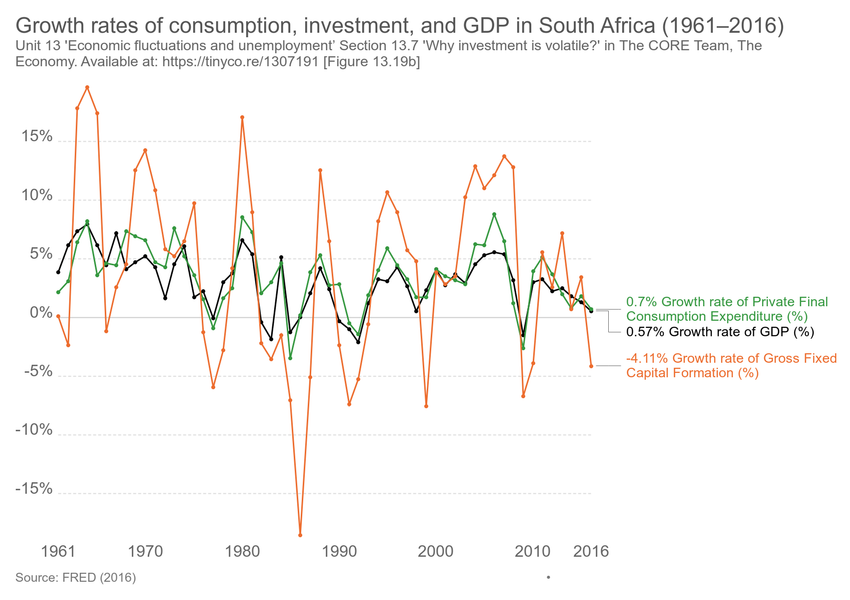 Growth rates of consumption, investment, and GDP in South Africa (1961–2016)
Unit 13 'Economic fluctuations and unemployment' Section 13.7 'Why investment is volatile?' in The CORE Team, The
Economy. Available at: https://tinyco.re/1307191 [Figure 13.19b]
15%
10%
5%
0%
-5%
-10%
-15%
0.7% Growth rate of Private Final
Consumption Expenditure (%)
0.57% Growth rate of GDP (%)
-4.11% Growth rate of Gross Fixed
Capital Formation (%)
1961 1970 1980 1990 2000 2010 2016
Source: FRED (2016)